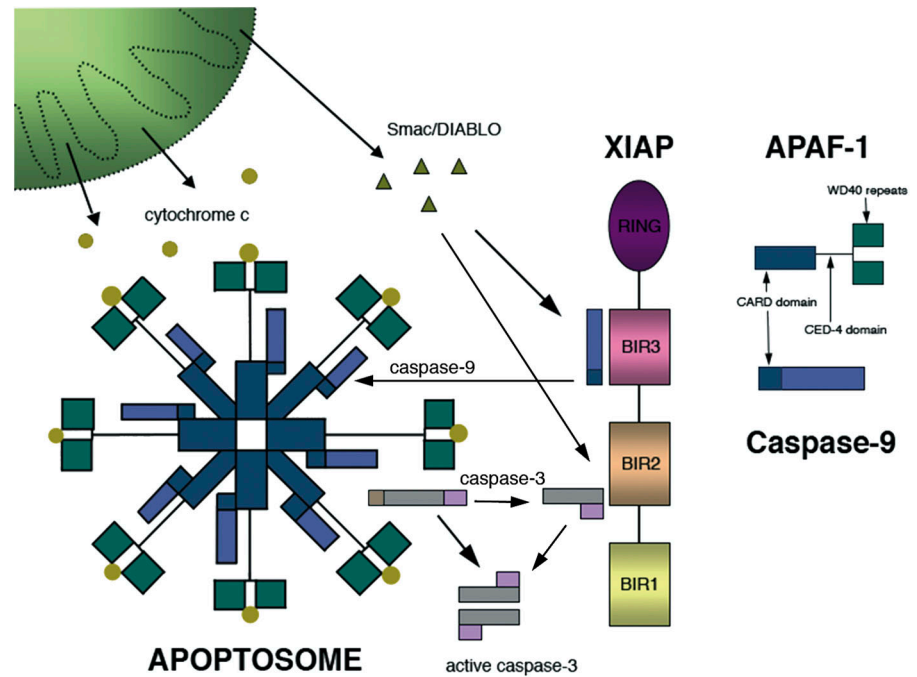 Smac/DIABLO
XIAP
APAF-1
WD40 repeats
cytochrome c
RING
CARD domain
CED-4 domain
BIR3
caspase-9
Caspase-9
BIR2
caspase-3
BIR1
APOPTOSOME
active caspase-3